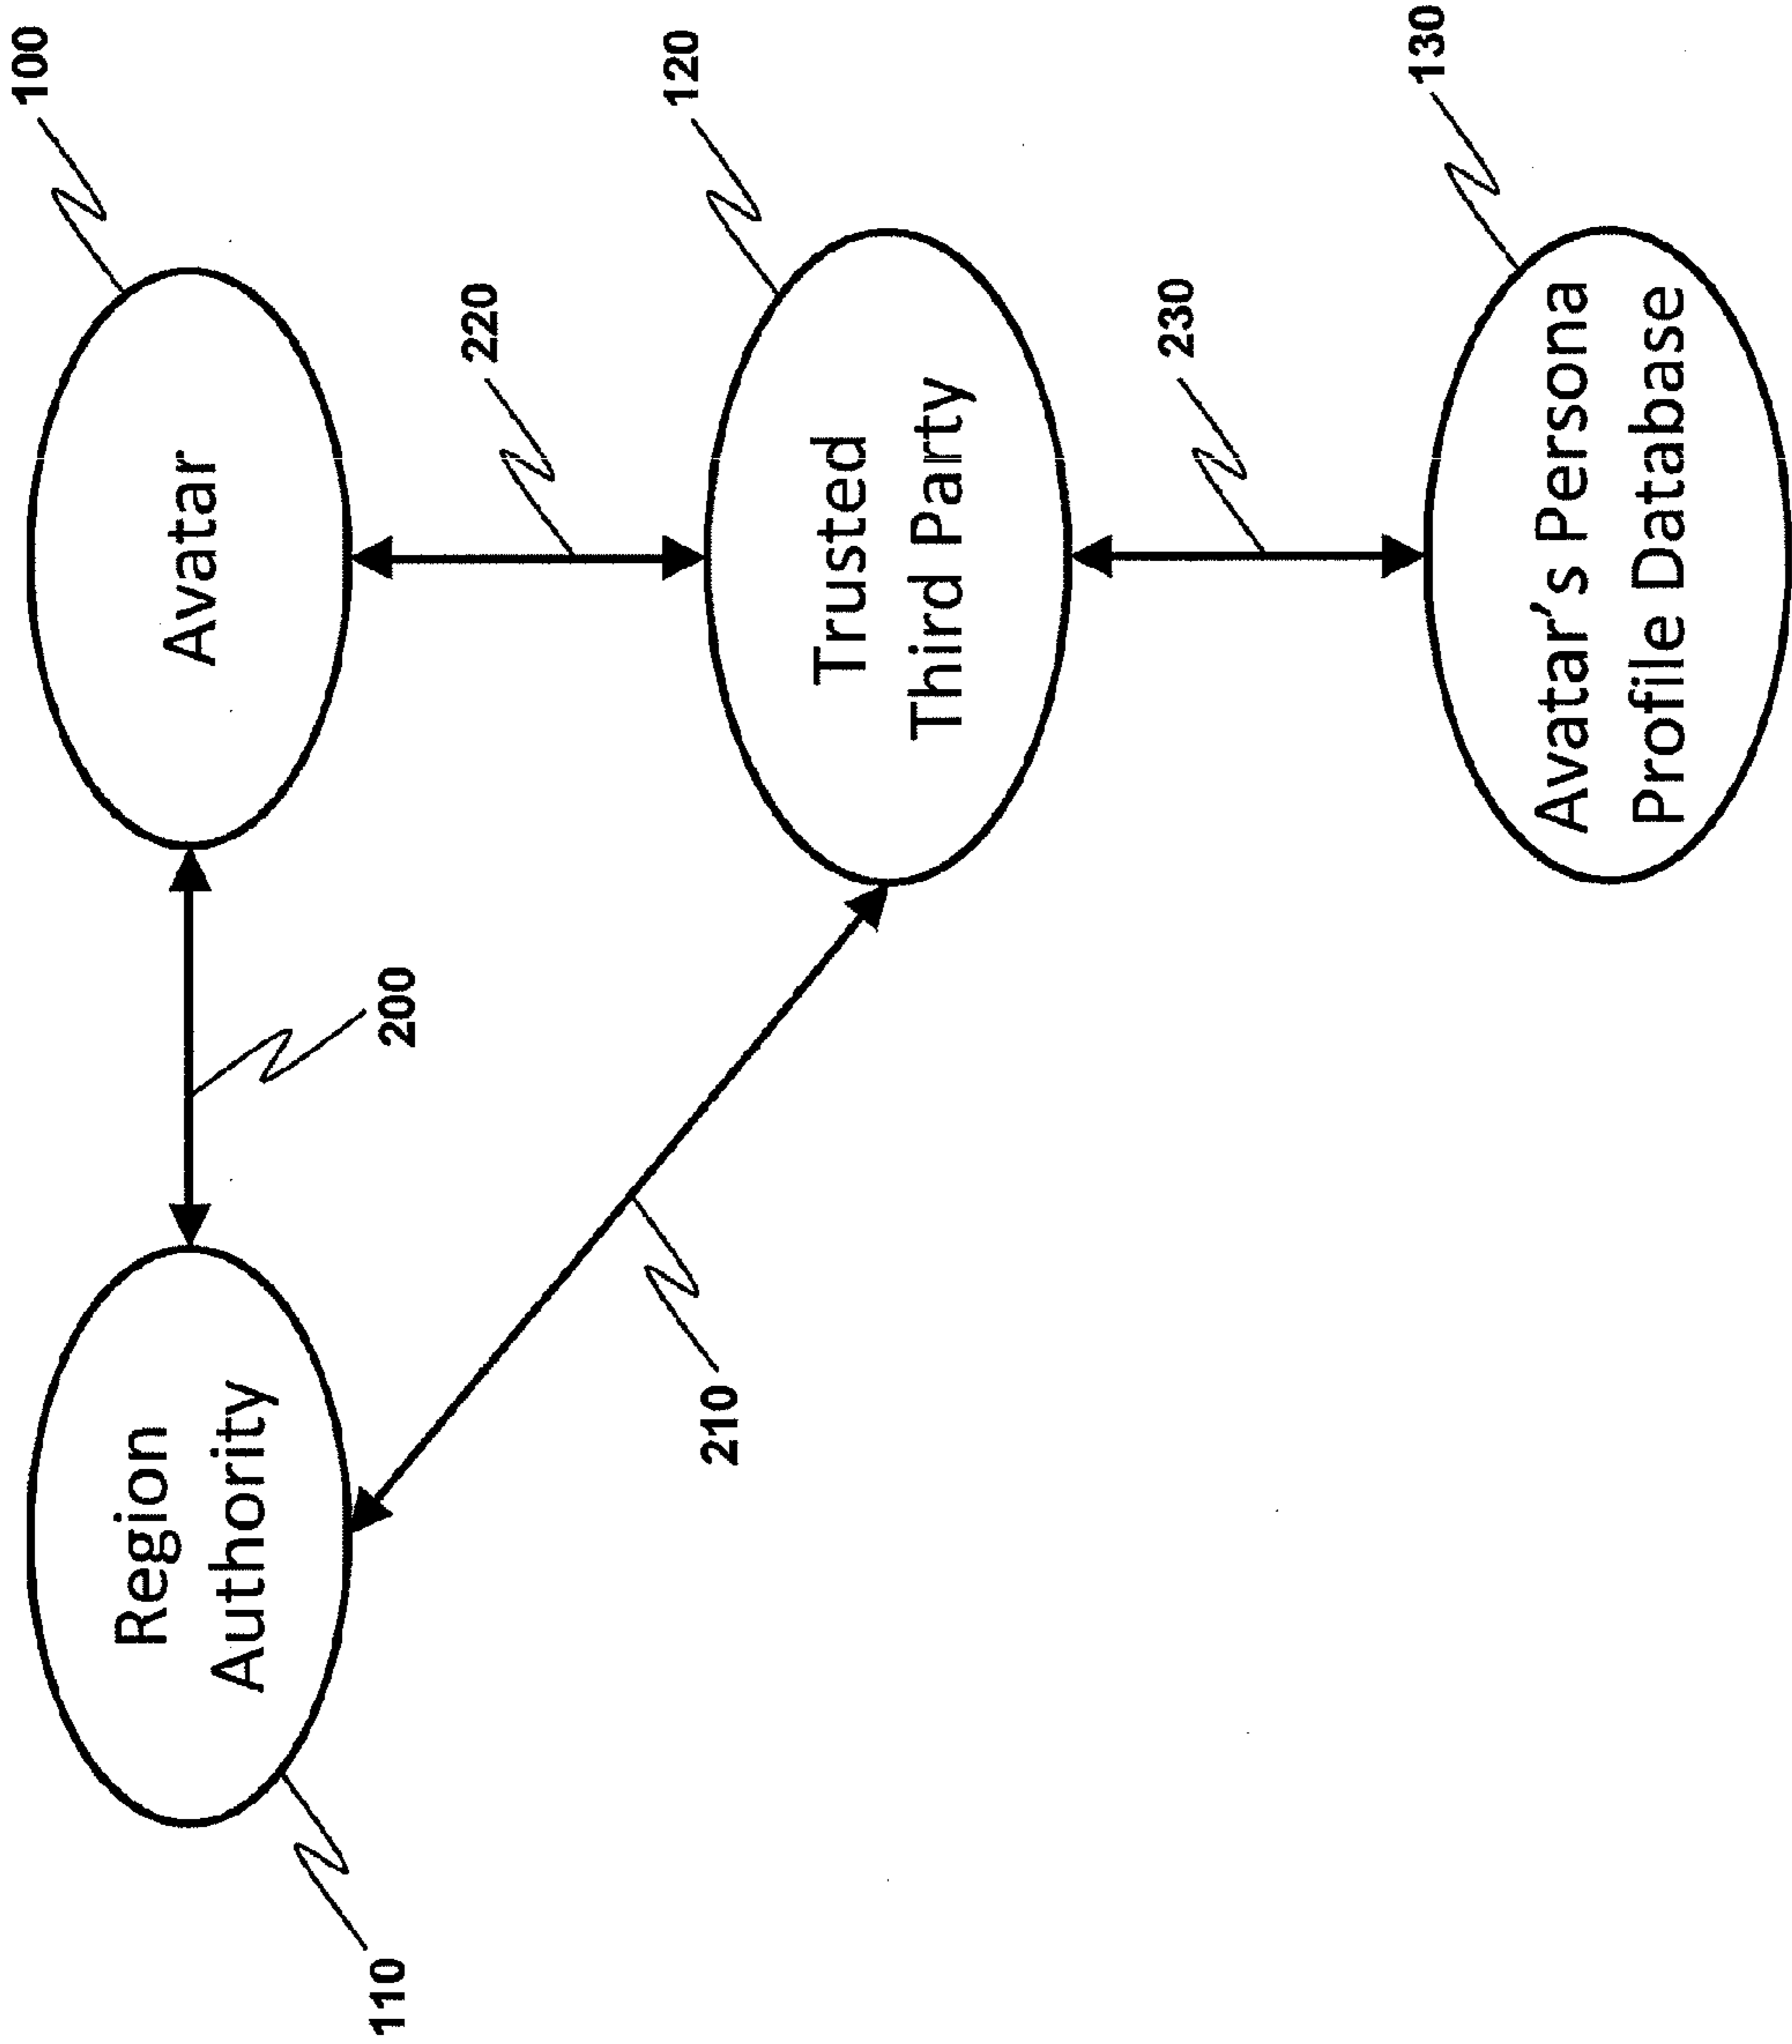 100
Region
Authority
Avatar
110
200
220
120
210
Trusted
Third Party
230
130
Avatar's Persona
Profile Database